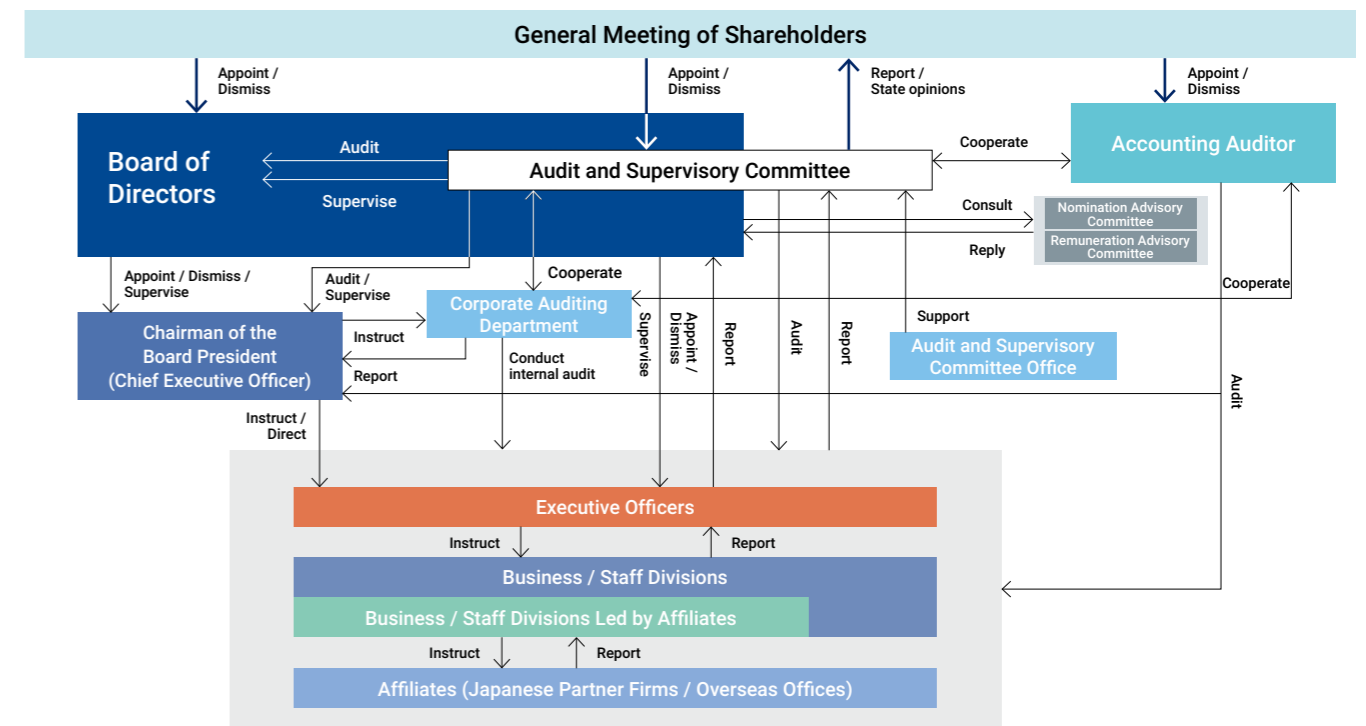 General Meeting of Shareholders
Appoint /
Dismiss
Appoint /
Dismiss
Report /
State opinions
Appoint /
Dismiss
Board of
Directors
Audit
Supervise
Audit and Supervisory Committee
Cooperate
Accounting Auditor
Consult
Reply
Nomination Advisory
Committee
Remuneration Advisory
Committee
Appoint / Dismiss /
Supervise
Audit /
Supervise
Cooperate
Cooperate
Chairman of the
Board President
(Chief Executive Officer)
Instruct
Report
Corporate Auditing
Department
Conduct
internal audit
Supervise
Appoint /
Dismiss
Report
Audit
Report
Support
Audit and Supervisory
Committee Office
Audit
Instruct /
Direct
Executive Officers
Instruct
Report
Business / Staff Divisions
Business / Staff Divisions Led by Affiliates
Instruct
Report
Affiliates (Japanese Partner Firms / Overseas Offices)